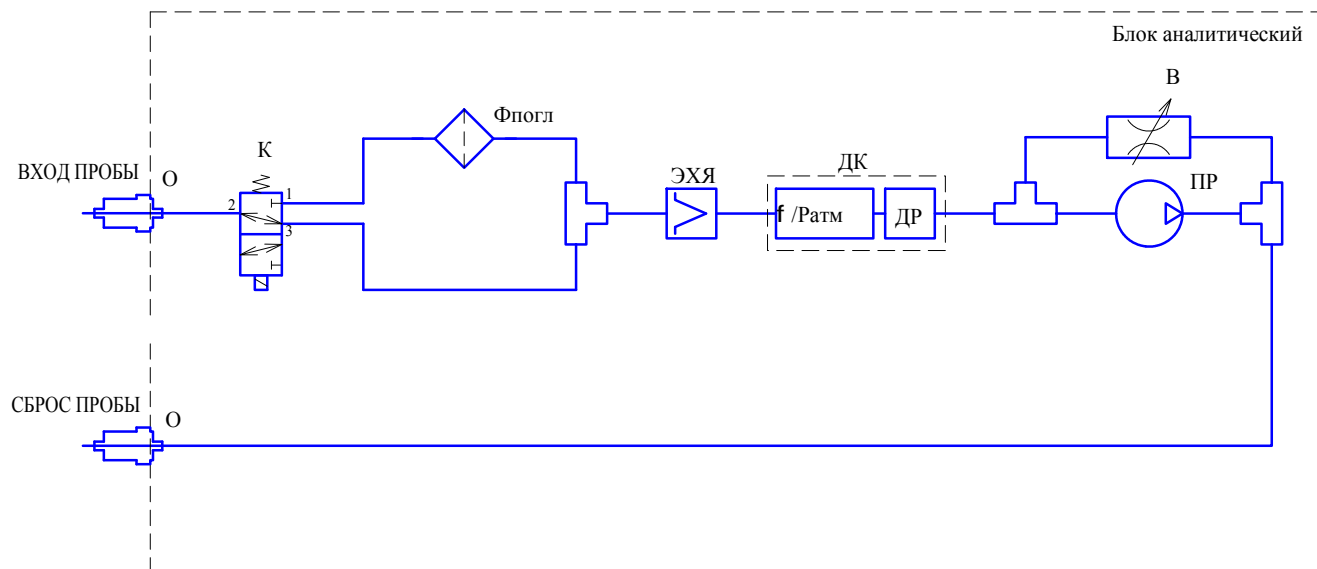 Блок аналитический
В
Фпогл
К
ЭХЯ
ДК
ПР
ВХОД ПРОБЫ
О
1
2
3
f /Ратм
ДР
СБРОС ПРОБЫ
О